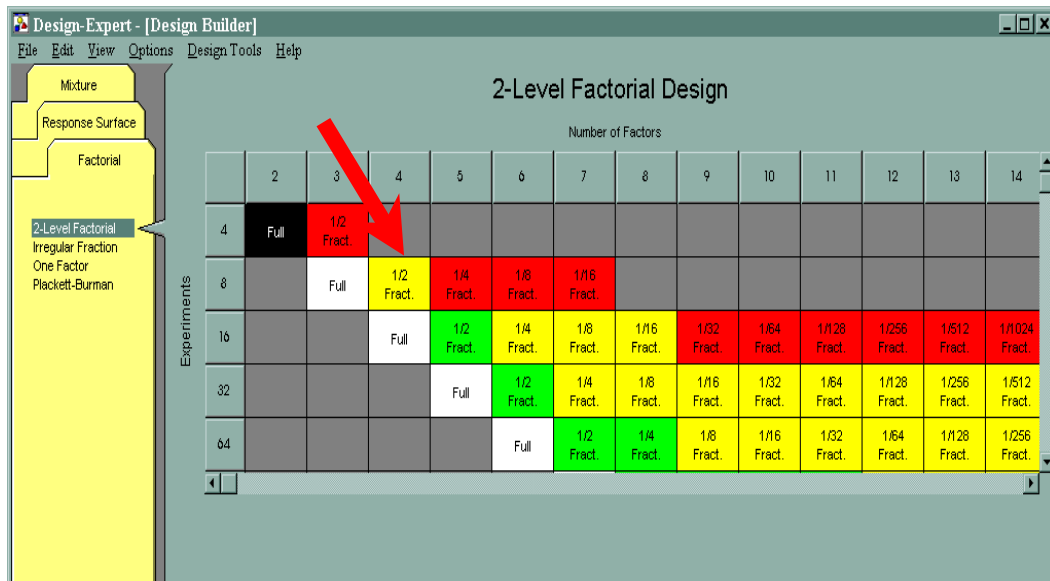 Design-Expert - [Design Builder]
File Edit View Options Design Tools Help
Mixture
Response Surface
Factorial
2-Level Factorial
Irregular Fraction
One Factor
Plackett-Burman
2-Level Factorial Design
Number of Factors
2 3 4 5 6 7 8 9 10 11 12 13 14
Experiments
4 Full 1/2 Fract.
8 Full 1/2 Fract. 1/4 Fract. 1/8 Fract. 1/16 Fract.
16 Full 1/2 Fract. 1/4 Fract. 1/8 Fract. 1/16 Fract. 1/32 Fract. 1/64 Fract. 1/128 Fract. 1/256 Fract. 1/512 Fract. 1/1024 Fract.
32 Full 1/2 Fract. 1/4 Fract. 1/8 Fract. 1/16 Fract. 1/32 Fract. 1/64 Fract. 1/128 Fract. 1/256 Fract. 1/512 Fract.
64 Full 1/2 Fract. 1/4 Fract. 1/8 Fract. 1/16 Fract. 1/32 Fract. 1/64 Fract. 1/128 Fract. 1/256 Fract.